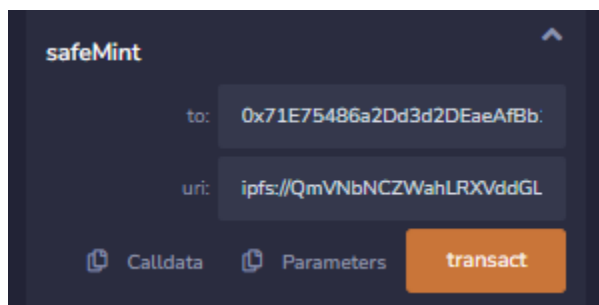 safeMint
to: 0x71E75486a2Dd3d2DEaeAfBb
uri: ipfs://QmVNbNCZWahLRXVddGL
Calldata Parameters transact